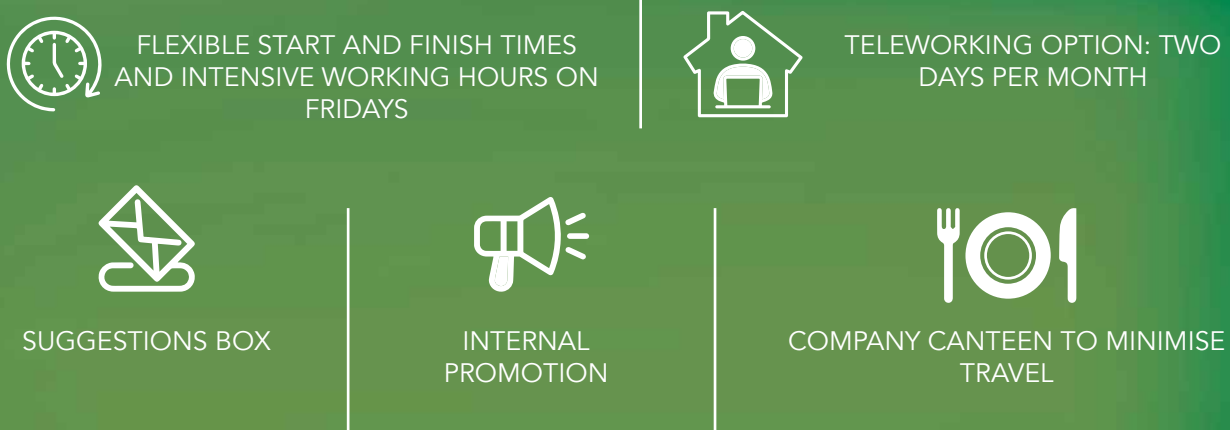 FLEXIBLE START AND FINISH TIMES
AND INTENSIVE WORKING HOURS ON
FRIDAYS
TELEWORKING OPTION: TWO
DAYS PER MONTH
SUGGESTIONS BOX
INTERNAL
PROMOTION
COMPANY CANTEEN TO MINIMISE
TRAVEL